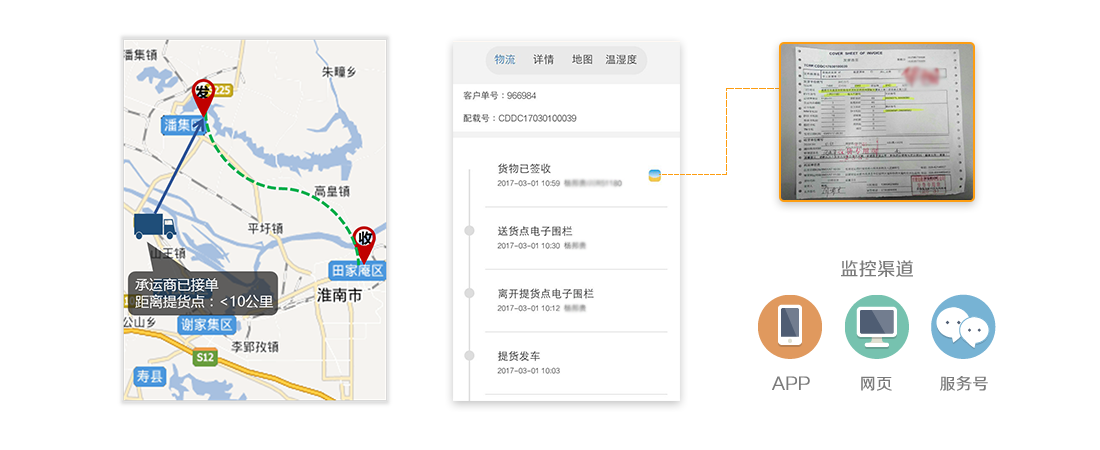 潘集镇
朱疃乡
发
225
潘集区
高皇镇
平圩镇
收
山王镇
田家庵区
承运商已接单
距离提货点：<10公里
淮南市
公山乡
谢家集区
李郢孜镇
S12
寿县
物流 详情 地图 温湿度
客户单号：966984
配载号：CDDC17030100039
货物已签收
2017-03-01 10:59
送货点电子围栏
2017-03-01 10:30
离开提货点电子围栏
2017-03-01 10:12
提货发车
2017-03-01 10:03
COVER SHEET OF INVOICE
监控渠道
APP 网页 服务号